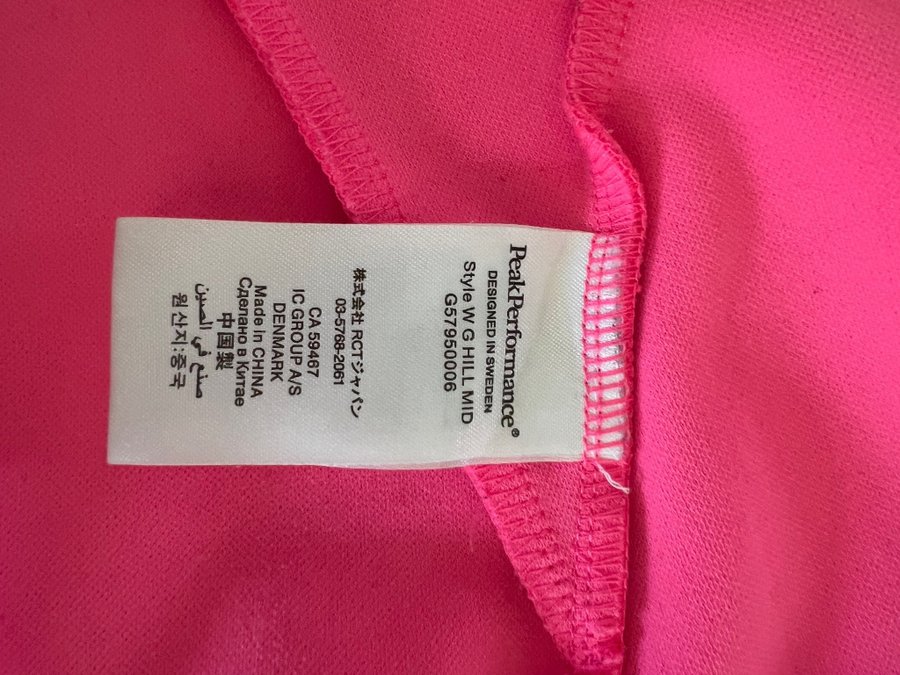 PeakPerformance®
DESIGNED IN SWEDEN
Style W G HILL MID
G57950006
株式会社 RCTジャパン
03-5768-2061
CA 59467
IC GROUP A/S
DENMARK
Made in CHINA
Сделано в Китае
中国製
صنع في الصين
원산지:중국